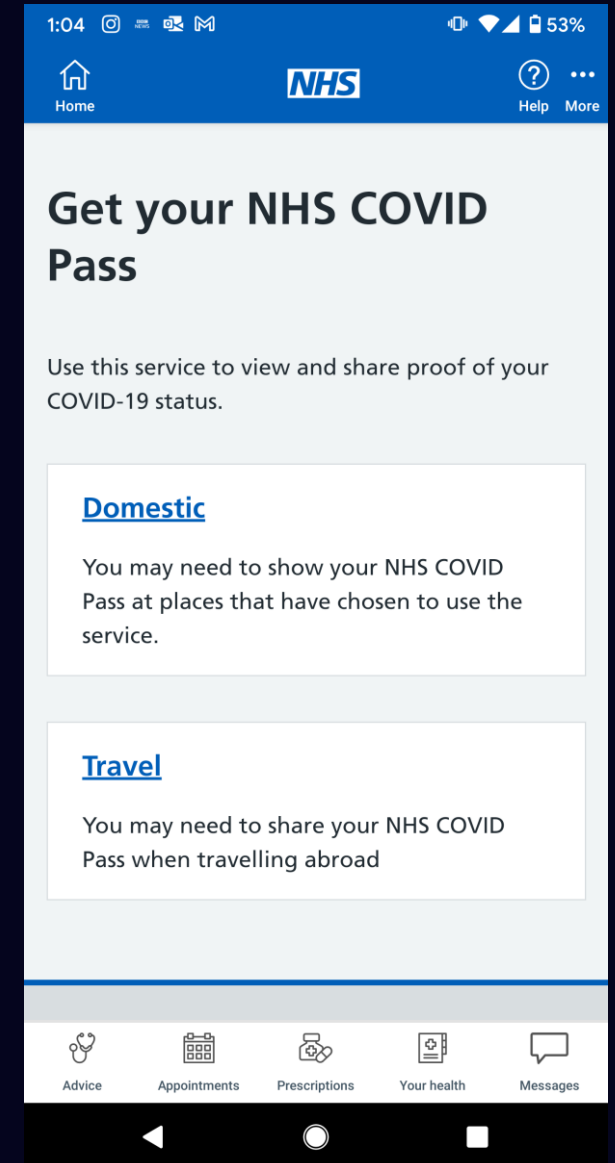 1:04 53%
NHS
Home Help More
Get your NHS COVID
Pass
Use this service to view and share proof of your
COVID-19 status.
Domestic
You may need to show your NHS COVID
Pass at places that have chosen to use the
service.
Travel
You may need to share your NHS COVID
Pass when travelling abroad
Advice Appointments Prescriptions Your health Messages